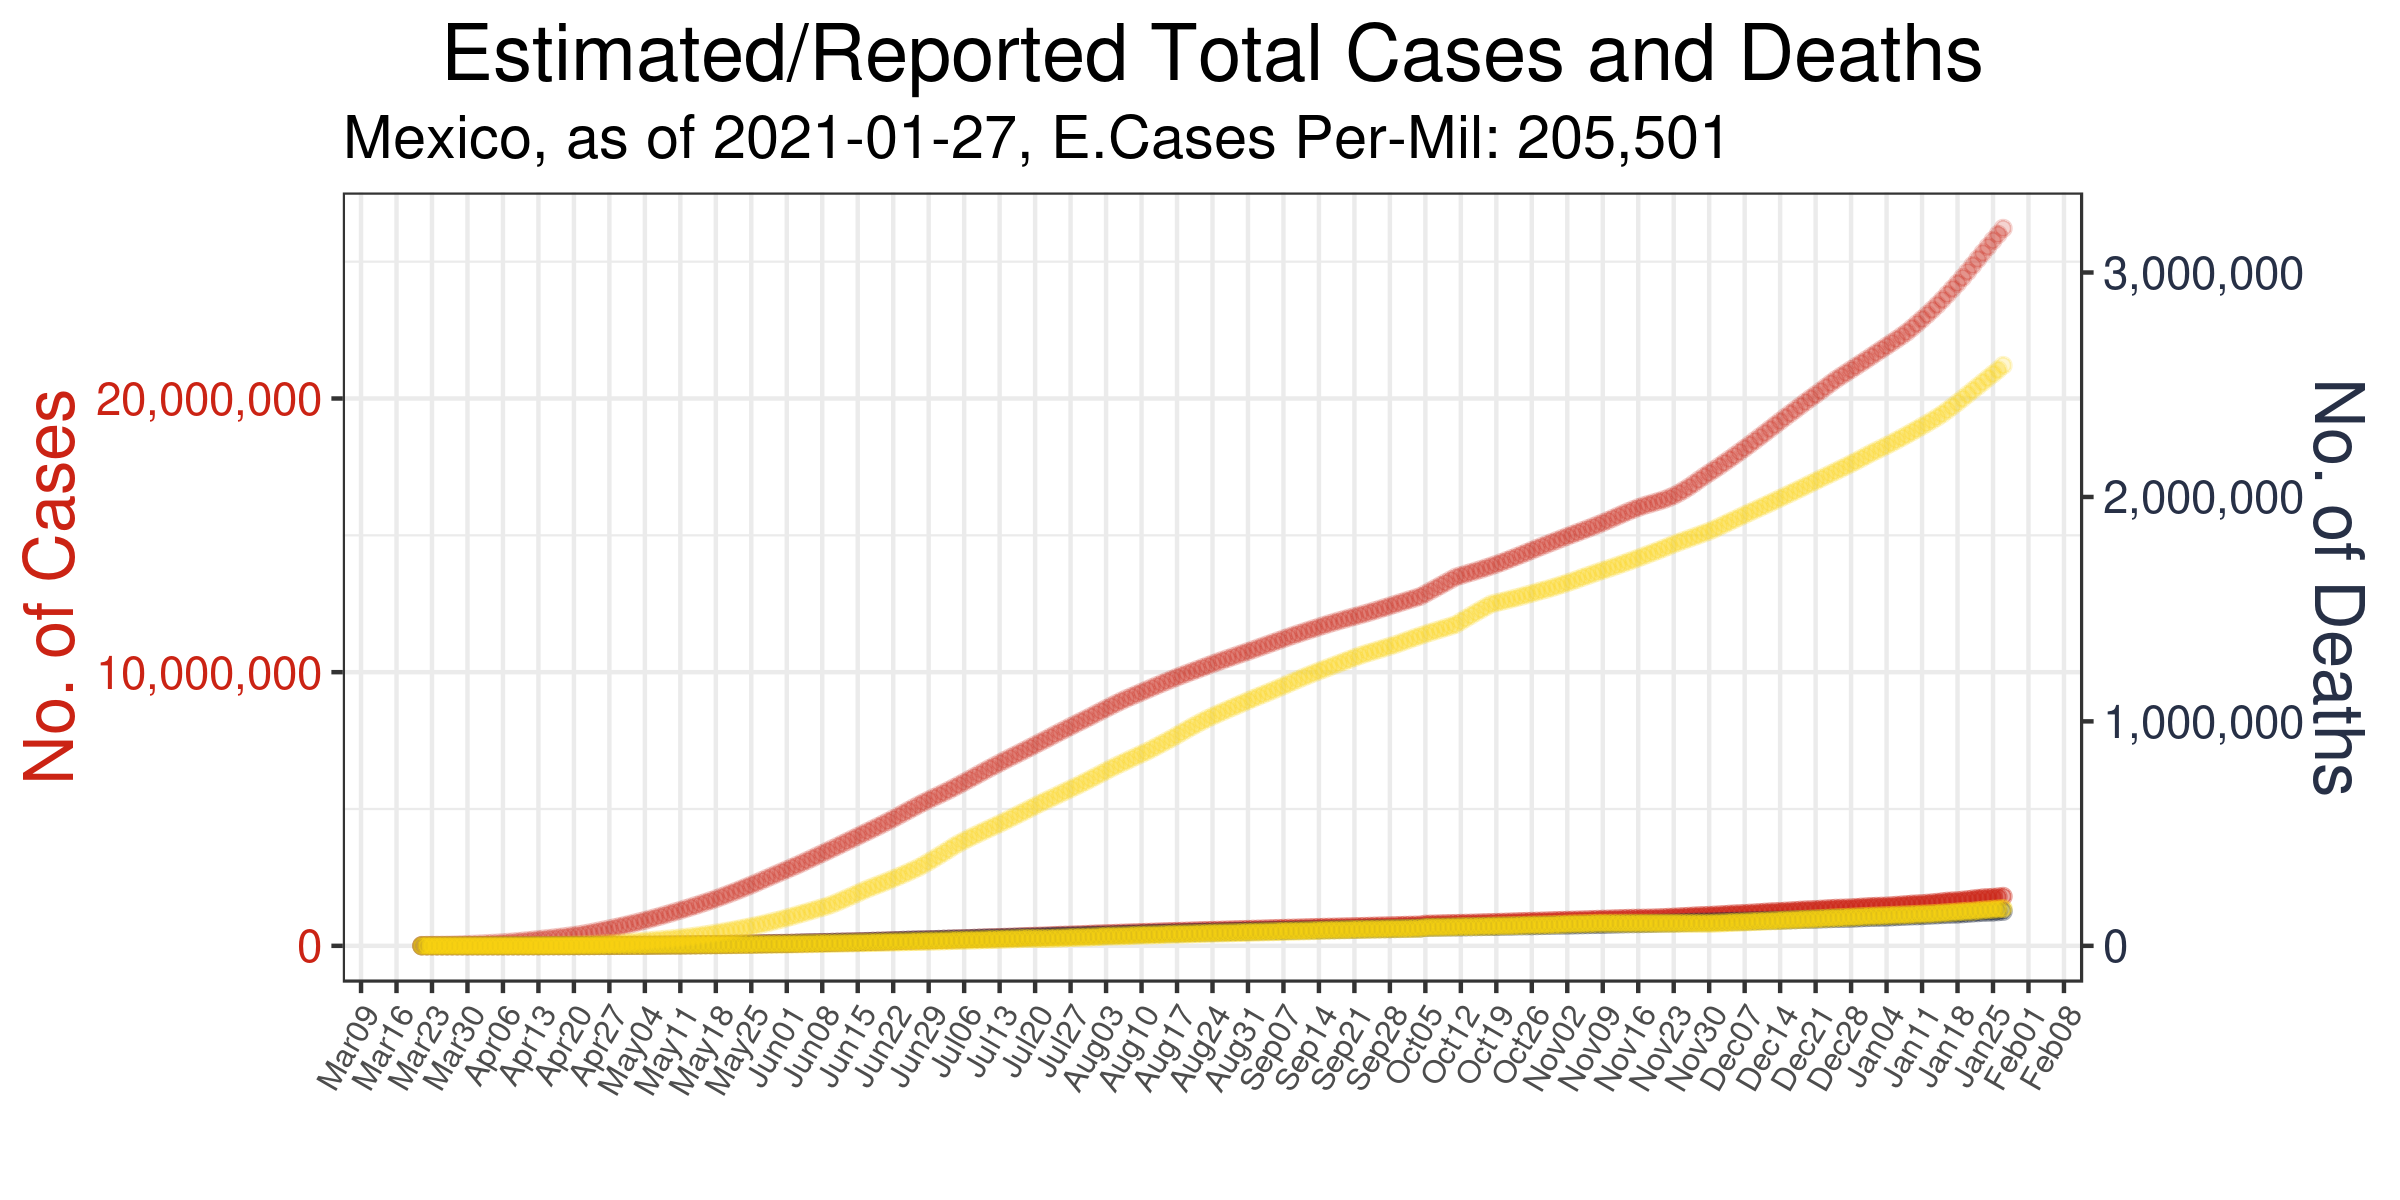 Estimated/Reported Total Cases and Deaths
Mexico, as of 2021-01-27, E.Cases Per-Mil: 205,501
No. of Cases
20,000,000
10,000,000
0
3,000,000
2,000,000
1,000,000
0
No. of Deaths
Mar09
Mar16
Mar23
Mar30
Apr06
Apr13
Apr20
Apr27
May04
May11
May18
May25
Jun01
Jun08
Jun15
Jun22
Jun29
Jul06
Jul13
Jul20
Jul27
Aug03
Aug10
Aug17
Aug24
Aug31
Sep07
Sep14
Sep21
Sep28
Oct05
Oct12
Oct19
Oct26
Nov02
Nov09
Nov16
Nov23
Nov30
Dec07
Dec14
Dec21
Dec28
Jan04
Jan11
Jan18
Jan25
Feb01
Feb08